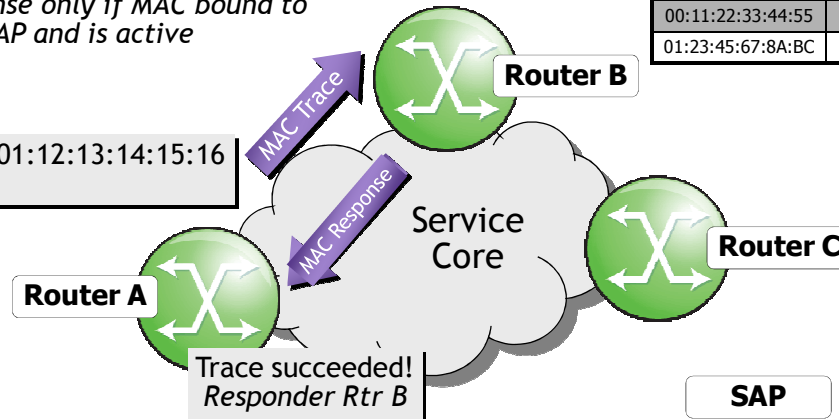 nse only if MAC bound to
AP and is active
00:11:22:33:44:55
01:23:45:67:8A:BC
Router B
MAC Trace
01:12:13:14:15:16
MAC Response
Service
Core
Router C
Router A
Trace succeeded!
Responder Rtr B
SAP